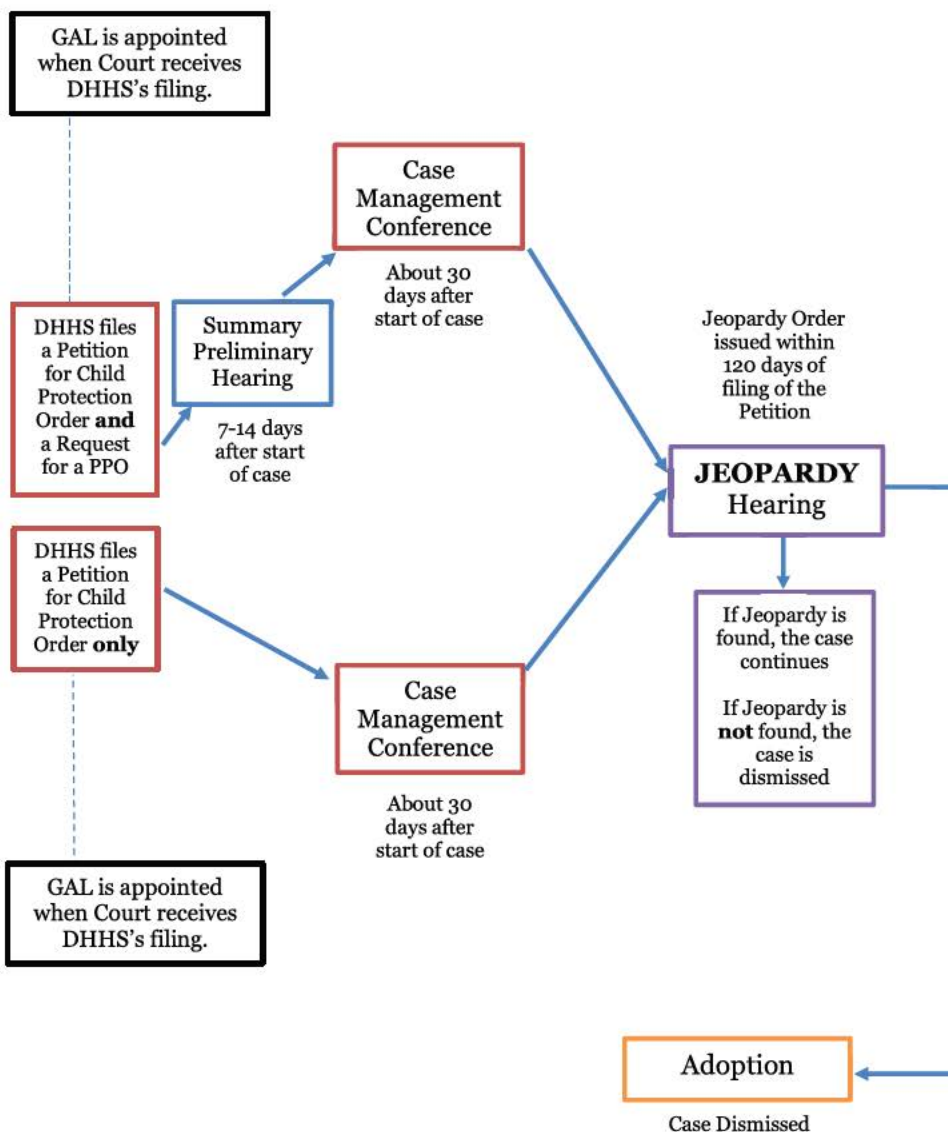 GAL is appointed
when Court receives
DHHS's filing.
Case
Management
Conference
About 30
days after
start of case
DHHS files
a Petition
for Child
Protection
Order and
a Request
for a PPO
Summary
Preliminary
Hearing
7-14 days
after start
of case
Jeopardy Order
issued within
120 days of
filing of the
Petition
JEOPARDY
Hearing
DHHS files
a Petition
for Child
Protection
Order only
If Jeopardy is
found, the case
continues
If Jeopardy is
not found, the
case is
dismissed
Case
Management
Conference
About 30
days after
start of case
GAL is appointed
when Court receives
DHHS's filing.
Adoption
Case Dismissed